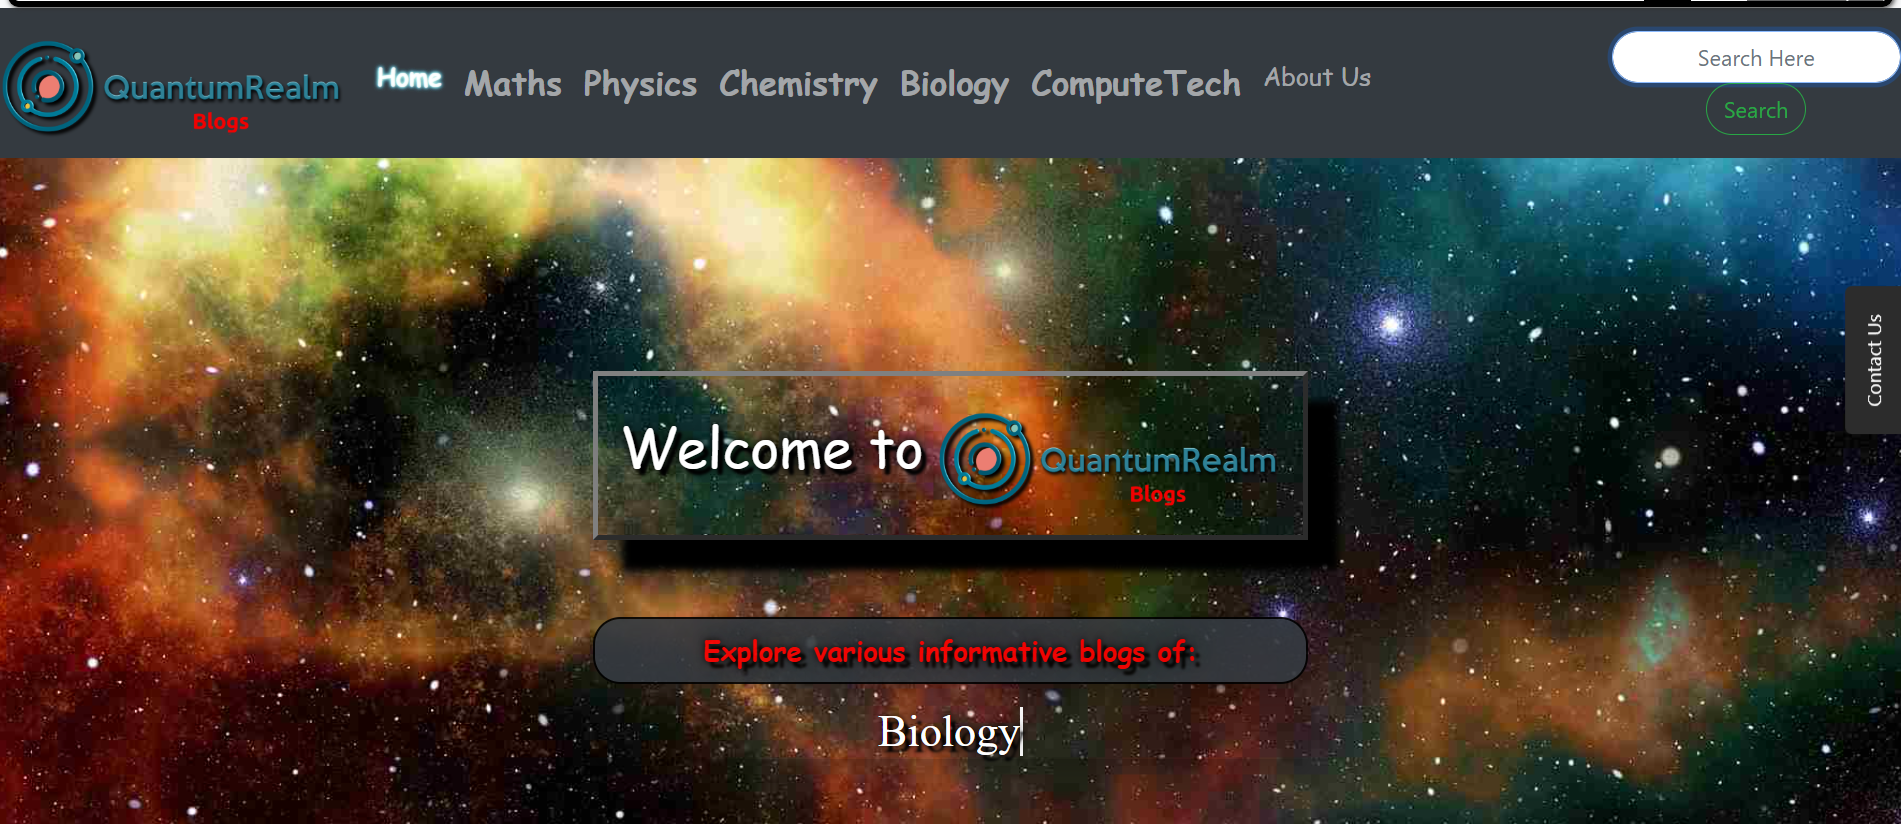 QuantumRealm
Blogs
Home Maths Physics Chemistry Biology ComputeTech About Us
Search Here
Search
Contact Us
Welcome to QuantumRealm
Blogs
Explore various informative blogs of:
Biology